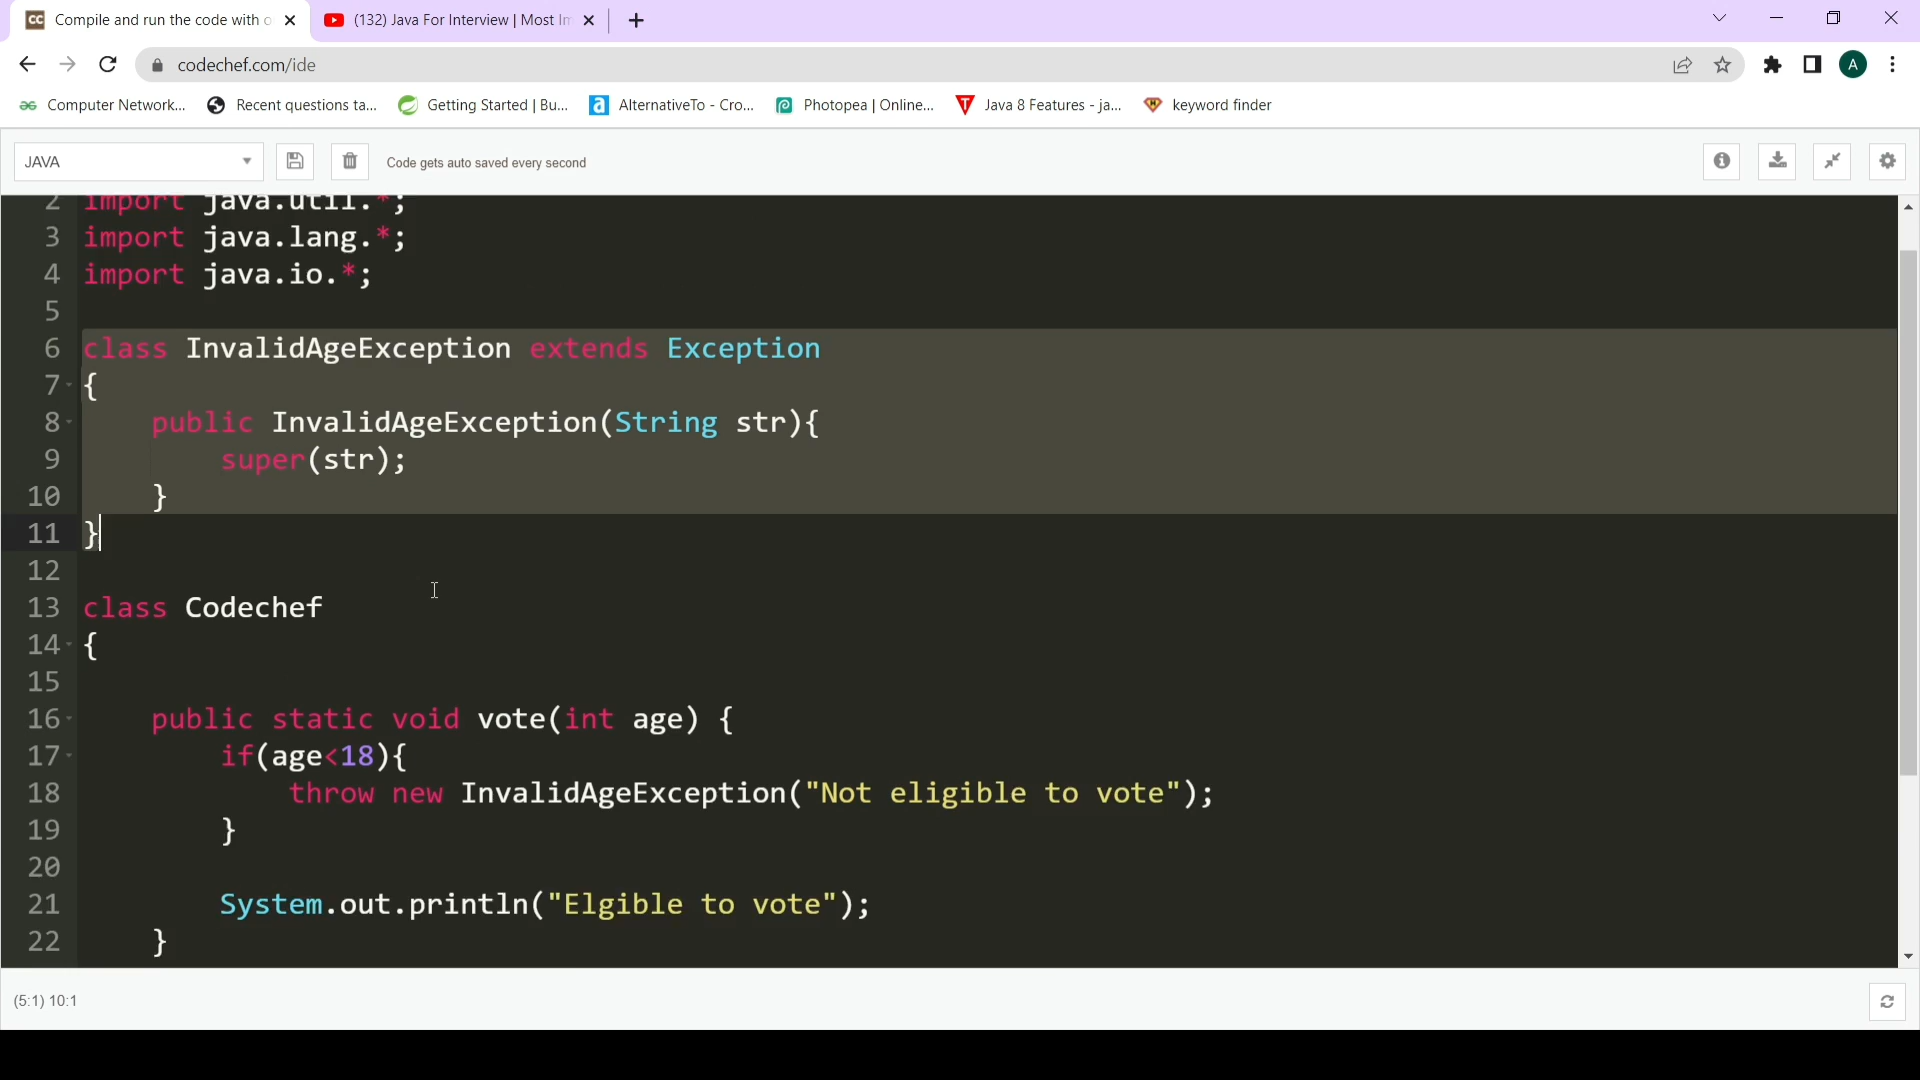 Compile and run the code with o
(132) Java For Interview | Most Im
codechef.com/ide
A
Computer Network...
Recent questions ta...
Getting Started | Bu...
AlternativeTo - Cro...
Photopea | Online...
Java 8 Features - ja...
keyword finder
JAVA
Code gets auto saved every second
2 import java.util.*;
3 import java.lang.*;
4 import java.io.*;
5
6 class InvalidAgeException extends Exception
7 {
8 public InvalidAgeException(String str){
9 super(str);
10 }
11 }
12
13 class Codechef
14 {
15
16 public static void vote(int age) {
17 if(age<18){
18 throw new InvalidAgeException("Not eligible to vote");
19 }
20
21 System.out.println("Elgible to vote");
22 }
(5:1) 10:1